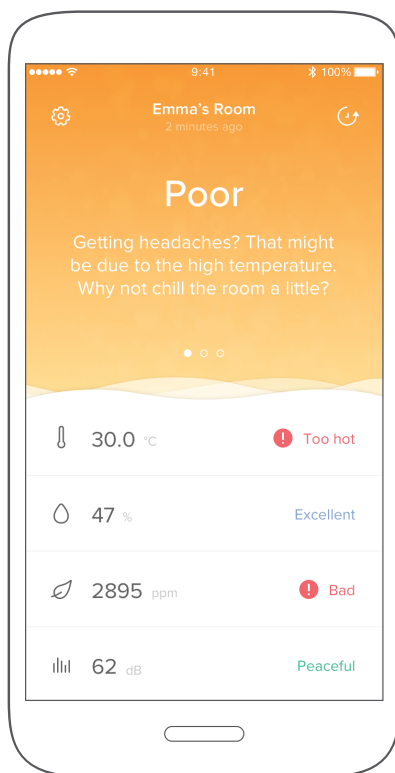 9:41 100%
Emma's Room
2 minutes ago
Poor
Getting headaches? That might
be due to the high temperature.
Why not chill the room a little?
30.0 °C Too hot
47 % Excellent
2895 ppm Bad
62 dB Peaceful